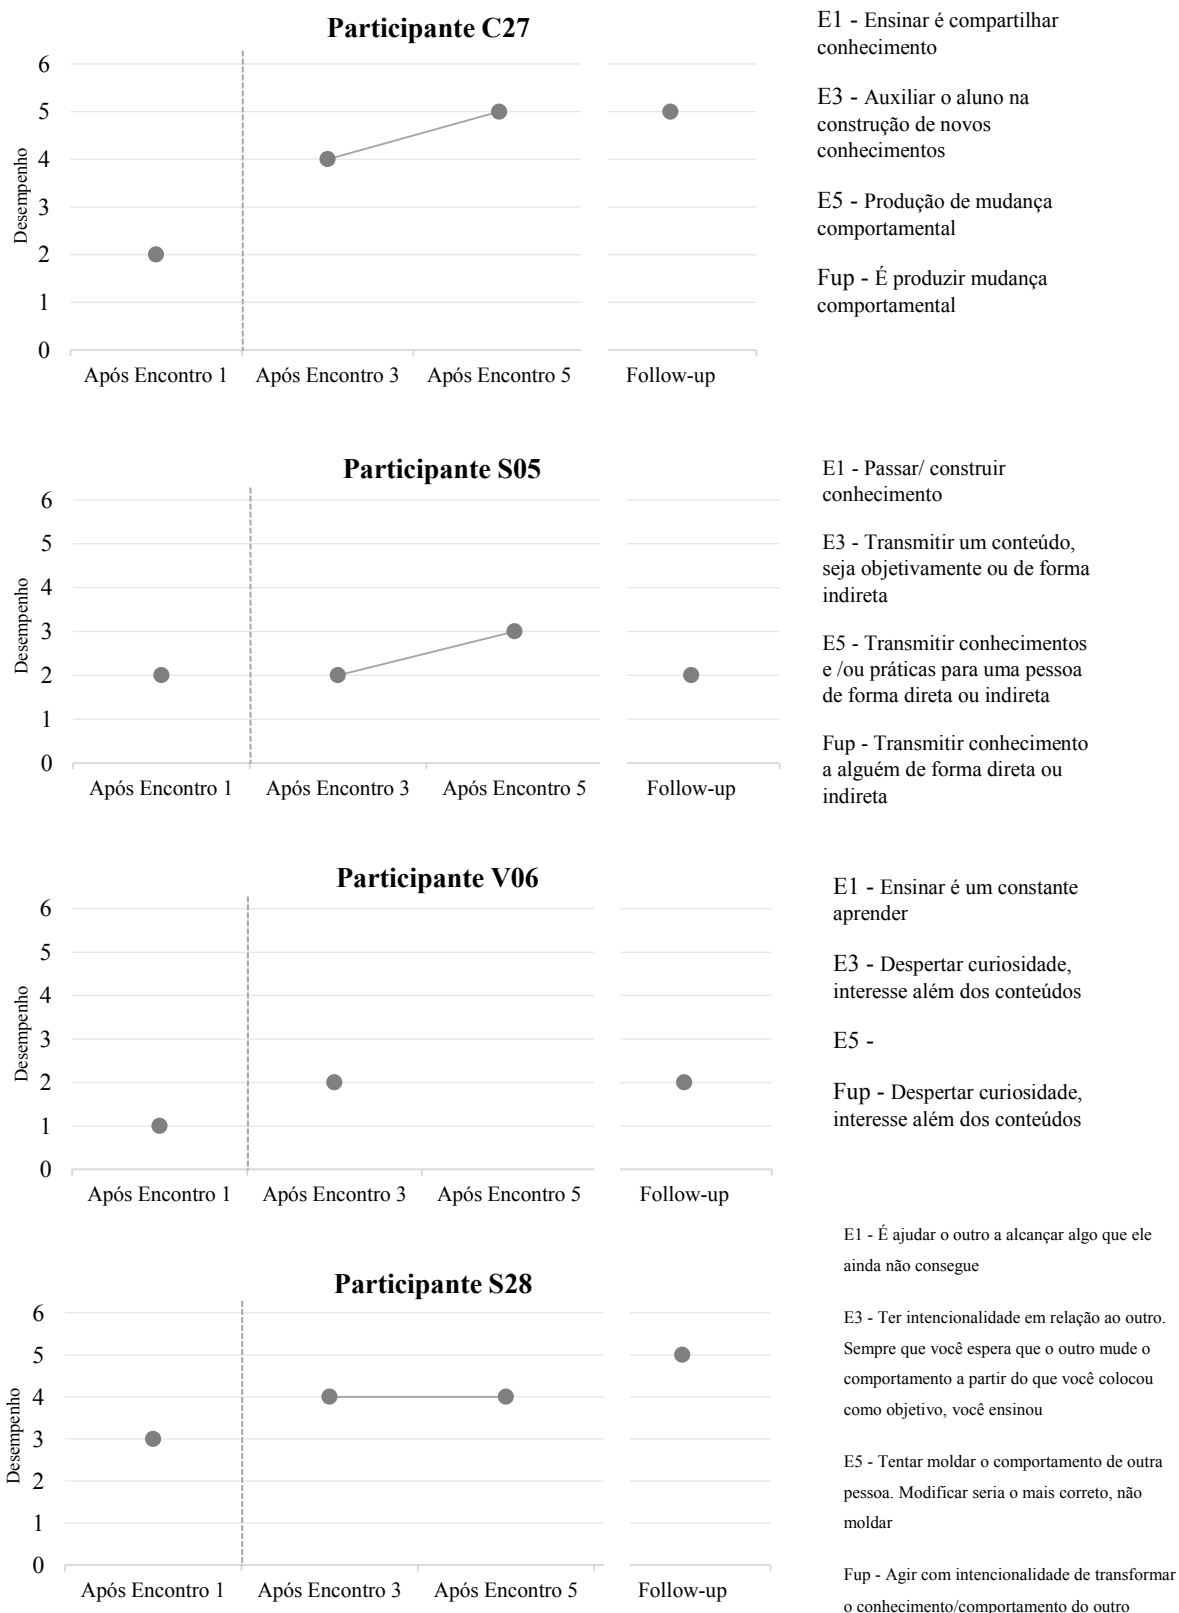 Participante C27
6
5
4
3
2
1
0
Desempenho
Após Encontro 1
Após Encontro 3
Após Encontro 5
Follow-up
E1 - Ensinar é compartilhar
conhecimento
E3 - Auxiliar o aluno na
construção de novos
conhecimentos
E5 - Produção de mudança
comportamental
Fup - É produzir mudança
comportamental
Participante S05
6
5
4
3
2
1
0
Desempenho
Após Encontro 1
Após Encontro 3
Após Encontro 5
Follow-up
E1 - Passar/ construir
conhecimento
E3 - Transmitir um conteúdo,
seja objetivamente ou de forma
indireta
E5 - Transmitir conhecimentos
e /ou práticas para uma pessoa
de forma direta ou indireta
Fup - Transmitir conhecimento
a alguém de forma direta ou
indireta
Participante V06
6
5
4
3
2
1
0
Desempenho
Após Encontro 1
Após Encontro 3
Após Encontro 5
Follow-up
E1 - Ensinar é um constante
aprender
E3 - Despertar curiosidade,
interesse além dos conteúdos
E5 -
Fup - Despertar curiosidade,
interesse além dos conteúdos
Participante S28
6
5
4
3
2
1
0
Desempenho
Após Encontro 1
Após Encontro 3
Após Encontro 5
Follow-up
E1 - É ajudar o outro a alcançar algo que ele
ainda não consegue
E3 - Ter intencionalidade em relação ao outro.
Sempre que você espera que o outro mude o
comportamento a partir do que você colocou
como objetivo, você ensinou
E5 - Tentar moldar o comportamento de outra
pessoa. Modificar seria o mais correto, não
moldar
Fup - Agir com intencionalidade de transformar
o conhecimento/comportamento do outro